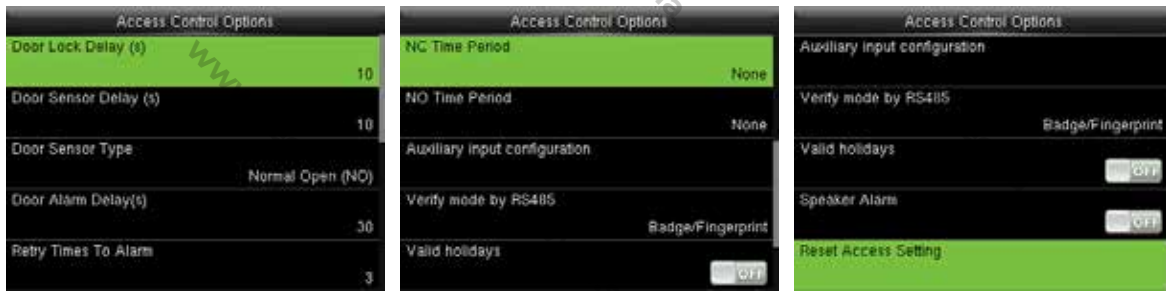 Access Control Options
Door Lock Delay (s)
10
Door Sensor Delay (s)
10
Door Sensor Type
Normal Open (NO)
Door Alarm Delay(s)
30
Retry Times To Alarm
3
Access Control Options
NC Time Period
None
NO Time Period
None
Auxiliary input configuration
Verify mode by RS485
Badge/Fingerprint
Valid holidays
OFF
Access Control Options
Auxiliary input configuration
Verify mode by RS485
Badge/Fingerprint
Valid holidays
OFF
Speaker Alarm
OFF
Reset Access Setting